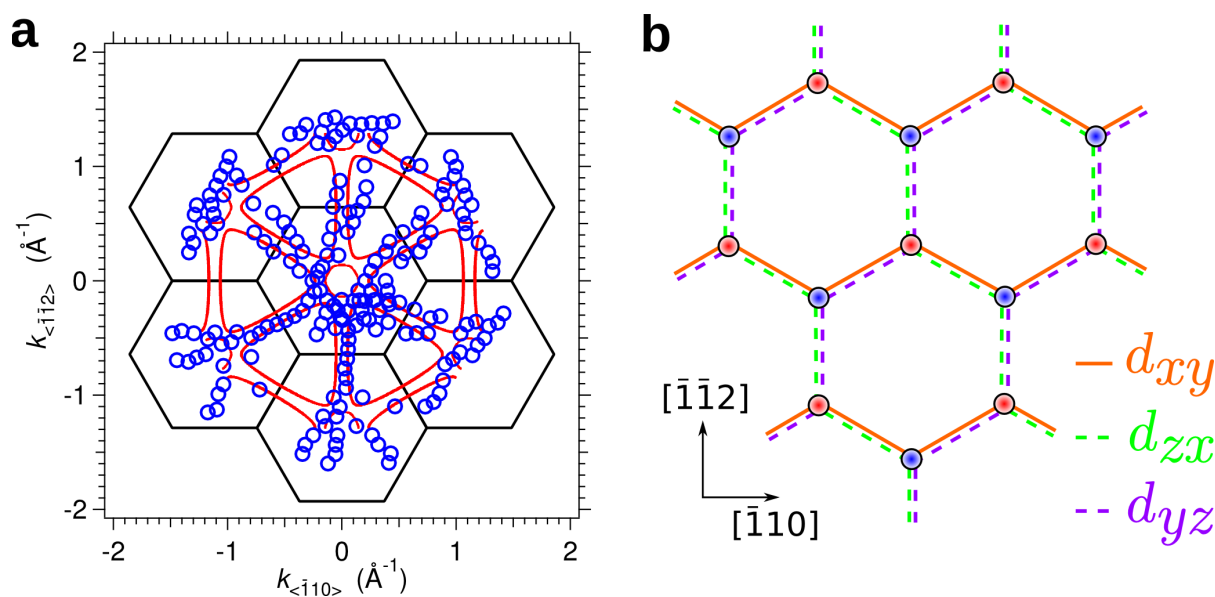 a
2
1
0
-1
-2
k<1̄1̄2> (Å⁻¹)
-2 -1 0 1 2
k<1̄10> (Å⁻¹)
b
[1̄1̄2]
[1̄10]
dxy
dzx
dyz